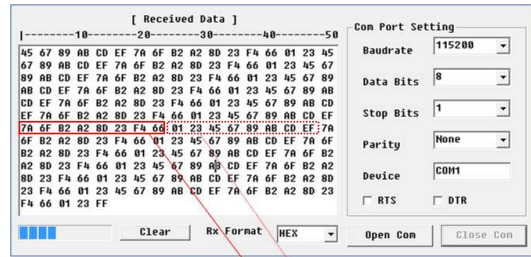 [ Received Data ]
|-------10--------20--------30--------40--------50
45 67 89 AB CD EF 7A 6F B2 A2 8D 23 F4 66 01 23 45
67 89 AB CD EF 7A 6F B2 A2 8D 23 F4 66 01 23 45 67
89 AB CD EF 7A 6F B2 A2 8D 23 F4 66 01 23 45 67 89
AB CD EF 7A 6F B2 A2 8D 23 F4 66 01 23 45 67 89 AB
CD EF 7A 6F B2 A2 8D 23 F4 66 01 23 45 67 89 AB CD
EF 7A 6F B2 A2 8D 23 F4 66 01 23 45 67 89 AB CD EF
7A 6F B2 A2 8D 23 F4 66 01 23 45 67 89 AB CD EF 7A
6F B2 A2 8D 23 F4 66 01 23 45 67 89 AB CD EF 7A 6F
B2 A2 8D 23 F4 66 01 23 45 67 89 AB CD EF 7A 6F B2
A2 8D 23 F4 66 01 23 45 67 89 AB CD EF 7A 6F B2 A2
8D 23 F4 66 01 23 45 67 89 AB CD EF 7A 6F B2 A2 8D
23 F4 66 01 23 45 67 89 AB CD EF 7A 6F B2 A2 8D 23
F4 66 01 23 FF
Clear Rx Format HEX
Com Port Setting
Baudrate 115200
Data Bits 8
Stop Bits 1
Parity None
Device COM1
RTS DTR
Open Com Close Com